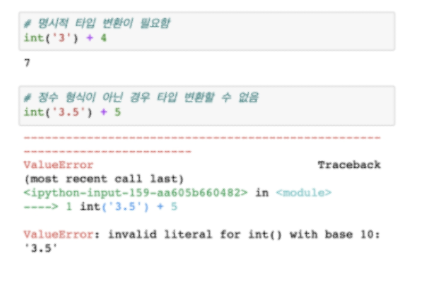 # 명시적 타입 변환이 필요함
int('3') + 4
7
# 정수 형식이 아닌 경우 타입 변환할 수 없음
int('3.5') + 5
---------------------------------------------------
------------------------
ValueError Traceback
(most recent call last)
<ipython-input-159-aa605b660482> in <module>
----> 1 int('3.5') + 5
ValueError: invalid literal for int() with base 10:
'3.5'